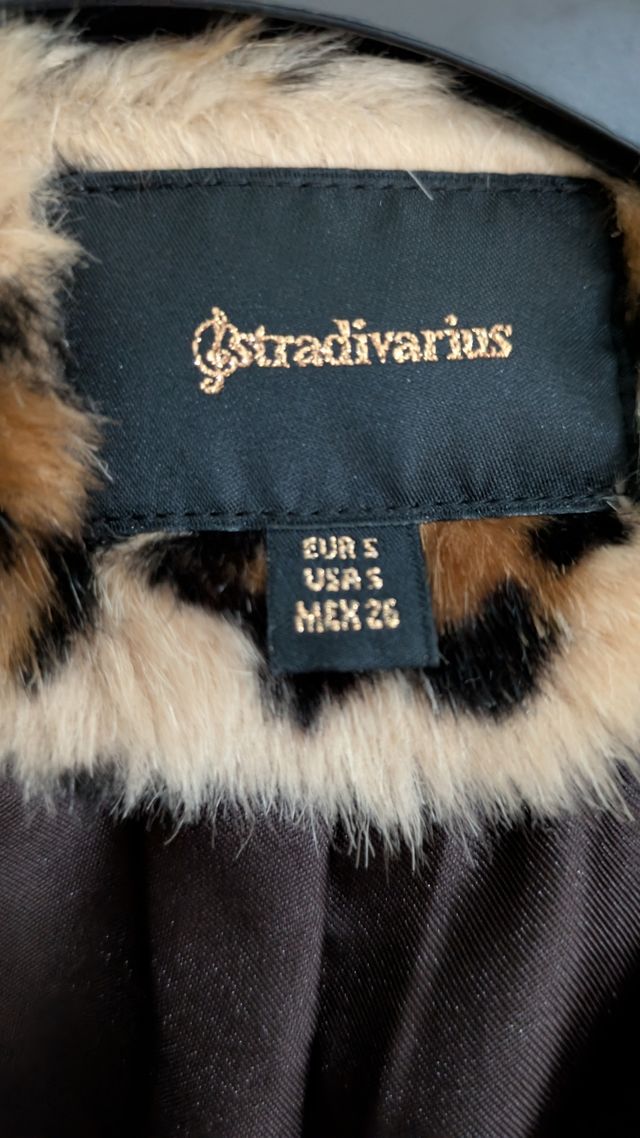 stradivarius
EUR S
USA S
MEX 26